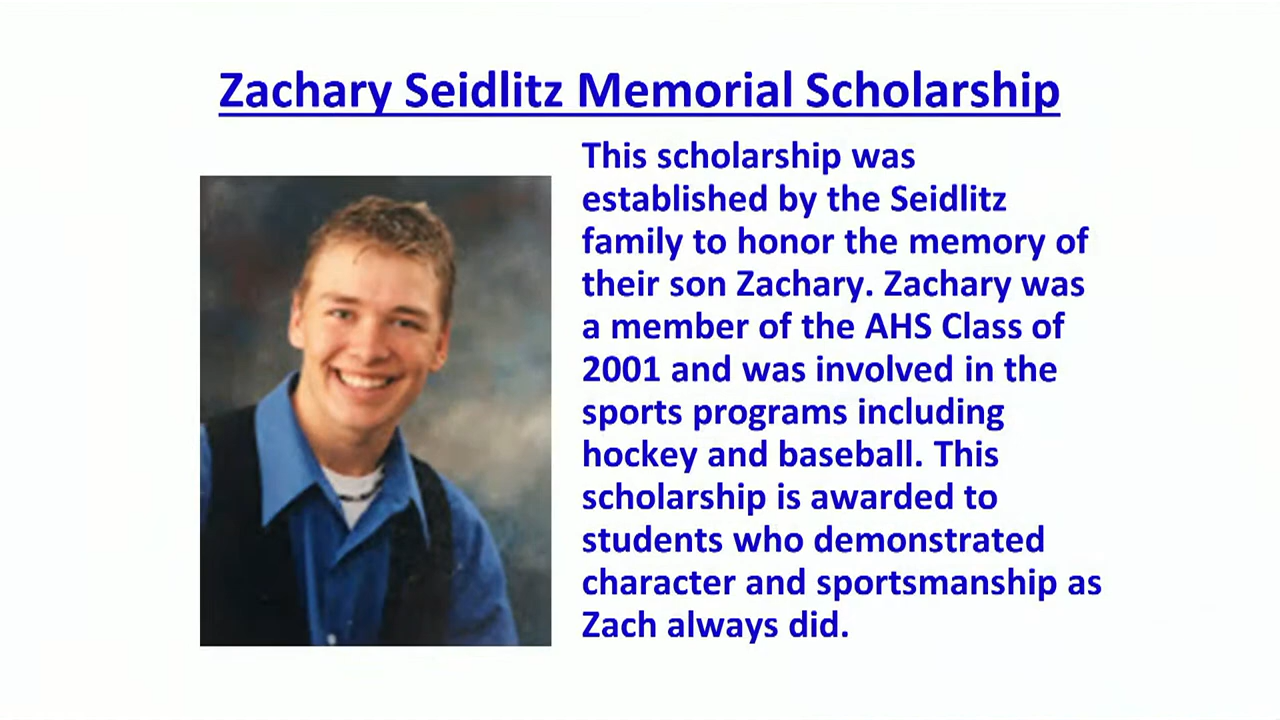 Zachary Seidlitz Memorial Scholarship
This scholarship was
established by the Seidlitz
family to honor the memory of
their son Zachary. Zachary was
a member of the AHS Class of
2001 and was involved in the
sports programs including
hockey and baseball. This
scholarship is awarded to
students who demonstrated
character and sportsmanship as
Zach always did.